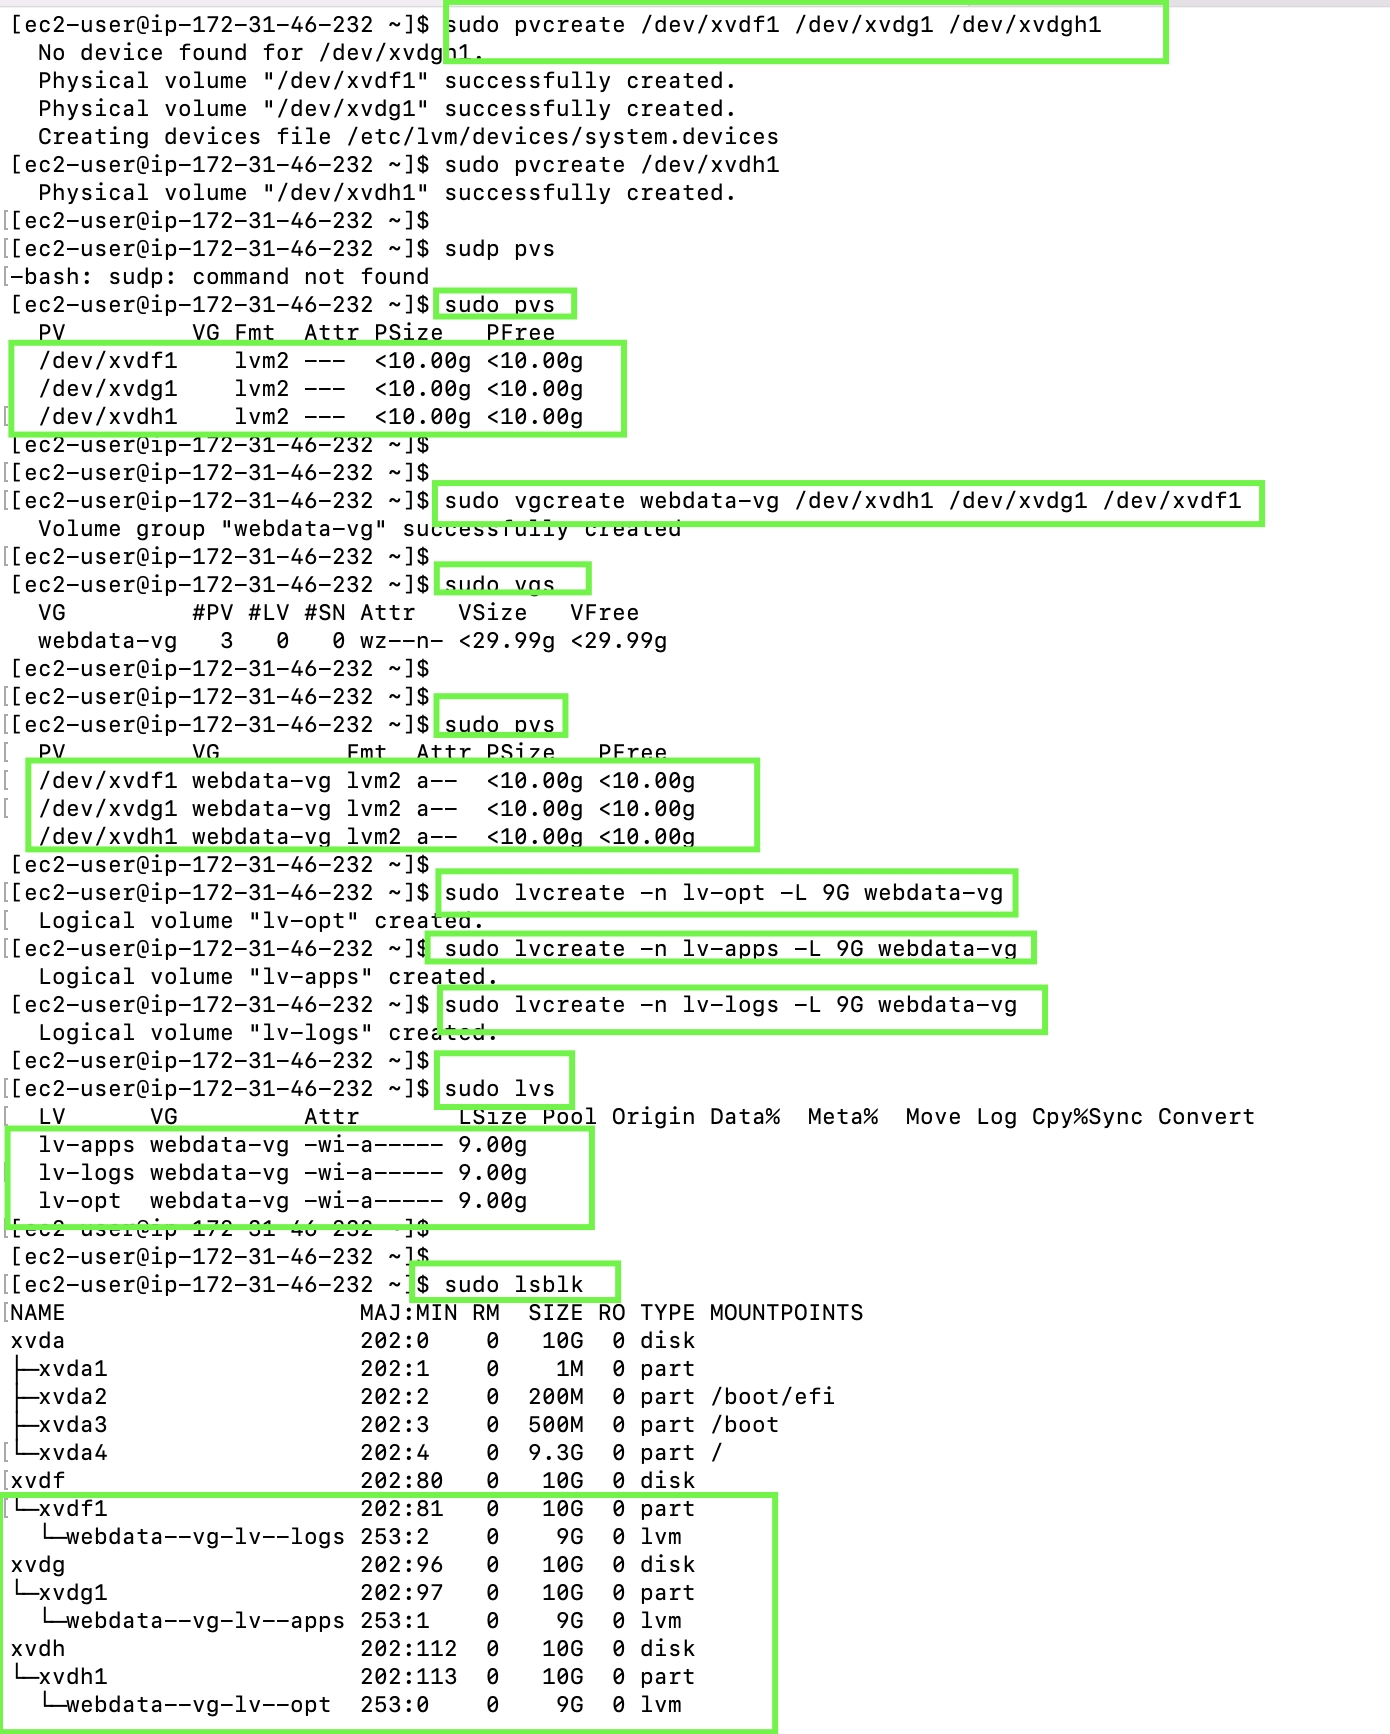 [ec2-user@ip-172-31-46-232 ~]$ sudo pvcreate /dev/xvdf1 /dev/xvdg1 /dev/xvdgh1
  No device found for /dev/xvdgh1.
  Physical volume "/dev/xvdf1" successfully created.
  Physical volume "/dev/xvdg1" successfully created.
  Creating devices file /etc/lvm/devices/system.devices
[ec2-user@ip-172-31-46-232 ~]$ sudo pvcreate /dev/xvdh1
  Physical volume "/dev/xvdh1" successfully created.
[[ec2-user@ip-172-31-46-232 ~]$
[[ec2-user@ip-172-31-46-232 ~]$ sudp pvs
[-bash: sudp: command not found
[ec2-user@ip-172-31-46-232 ~]$ sudo pvs
  PV         VG Fmt  Attr PSize   PFree
  /dev/xvdf1    lvm2 ---  <10.00g <10.00g
  /dev/xvdg1    lvm2 ---  <10.00g <10.00g
[ /dev/xvdh1    lvm2 ---  <10.00g <10.00g
[ec2-user@ip-172-31-46-232 ~]$
[[ec2-user@ip-172-31-46-232 ~]$
[[ec2-user@ip-172-31-46-232 ~]$ sudo vgcreate webdata-vg /dev/xvdh1 /dev/xvdg1 /dev/xvdf1
  Volume group "webdata-vg" successfully created
[[ec2-user@ip-172-31-46-232 ~]$
[ec2-user@ip-172-31-46-232 ~]$ sudo vgs
  VG         #PV #LV #SN Attr   VSize   VFree
  webdata-vg   3   0   0 wz--n- <29.99g <29.99g
[ec2-user@ip-172-31-46-232 ~]$
[[ec2-user@ip-172-31-46-232 ~]$
[[ec2-user@ip-172-31-46-232 ~]$ sudo pvs
[ PV         VG         Fmt  Attr PSize   PFree
[ /dev/xvdf1 webdata-vg lvm2 a--  <10.00g <10.00g
[ /dev/xvdg1 webdata-vg lvm2 a--  <10.00g <10.00g
  /dev/xvdh1 webdata-vg lvm2 a--  <10.00g <10.00g
[ec2-user@ip-172-31-46-232 ~]$
[[ec2-user@ip-172-31-46-232 ~]$ sudo lvcreate -n lv-opt -L 9G webdata-vg
[ Logical volume "lv-opt" created.
[[ec2-user@ip-172-31-46-232 ~]$ sudo lvcreate -n lv-apps -L 9G webdata-vg
  Logical volume "lv-apps" created.
[ec2-user@ip-172-31-46-232 ~]$ sudo lvcreate -n lv-logs -L 9G webdata-vg
  Logical volume "lv-logs" created.
[ec2-user@ip-172-31-46-232 ~]$
[[ec2-user@ip-172-31-46-232 ~]$ sudo lvs
[ LV      VG         Attr       LSize Pool Origin Data%  Meta%  Move Log Cpy%Sync Convert
  lv-apps webdata-vg -wi-a----- 9.00g
  lv-logs webdata-vg -wi-a----- 9.00g
  lv-opt  webdata-vg -wi-a----- 9.00g
[[ec2-user@ip-172-31-46-232 ~]$
[ec2-user@ip-172-31-46-232 ~]$
[[ec2-user@ip-172-31-46-232 ~]$ sudo lsblk
[NAME                     MAJ:MIN RM  SIZE RO TYPE MOUNTPOINTS
xvda                     202:0    0   10G  0 disk
├─xvda1                  202:1    0    1M  0 part
├─xvda2                  202:2    0  200M  0 part /boot/efi
├─xvda3                  202:3    0  500M  0 part /boot
[└─xvda4                  202:4    0  9.3G  0 part /
[xvdf                     202:80   0   10G  0 disk
[└─xvdf1                  202:81   0   10G  0 part
  └─webdata--vg-lv--logs 253:2    0    9G  0 lvm
xvdg                     202:96   0   10G  0 disk
└─xvdg1                  202:97   0   10G  0 part
  └─webdata--vg-lv--apps 253:1    0    9G  0 lvm
xvdh                     202:112  0   10G  0 disk
└─xvdh1                  202:113  0   10G  0 part
  └─webdata--vg-lv--opt  253:0    0    9G  0 lvm